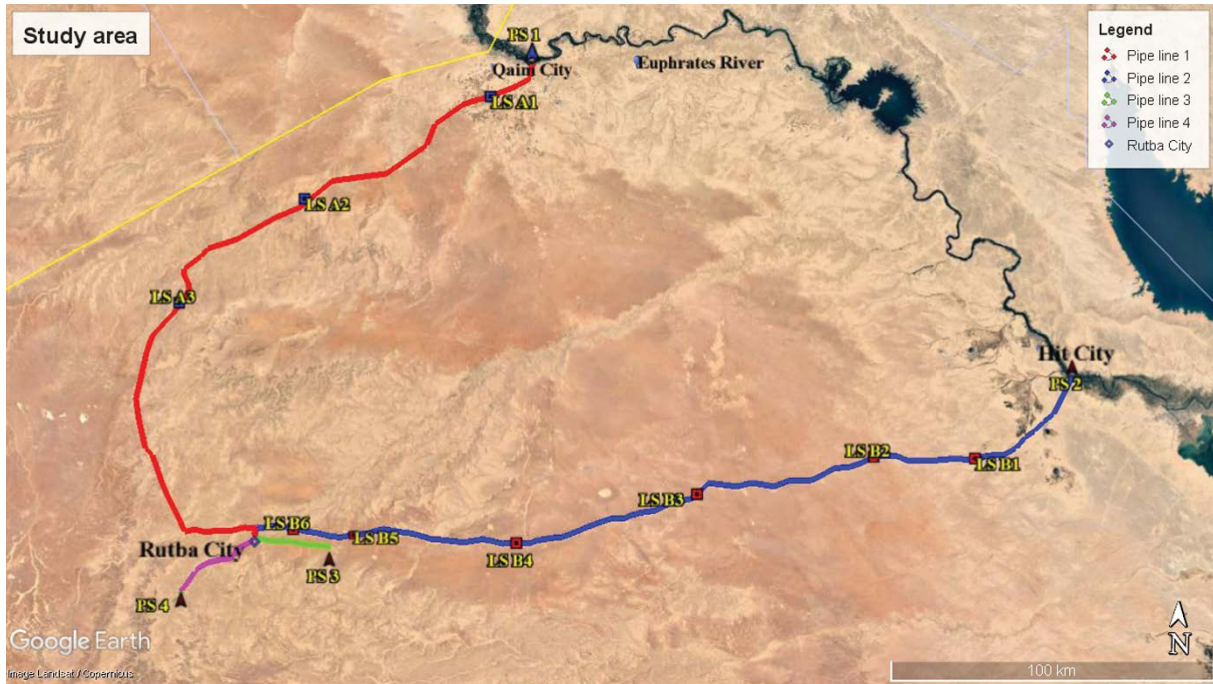 Study area
Legend
Pipe line 1
Pipe line 2
Pipe line 3
Pipe line 4
Rutba City
PS 1
Qaim City
Euphrates River
LS A1
LS A2
LS A3
Hit City
PS 2
LS B2
LS B1
LS B3
LS B6
LS B5
LS B4
Rutba City
PS 3
PS 4
Google Earth
Image Landsat / Copernicus
100 km
N